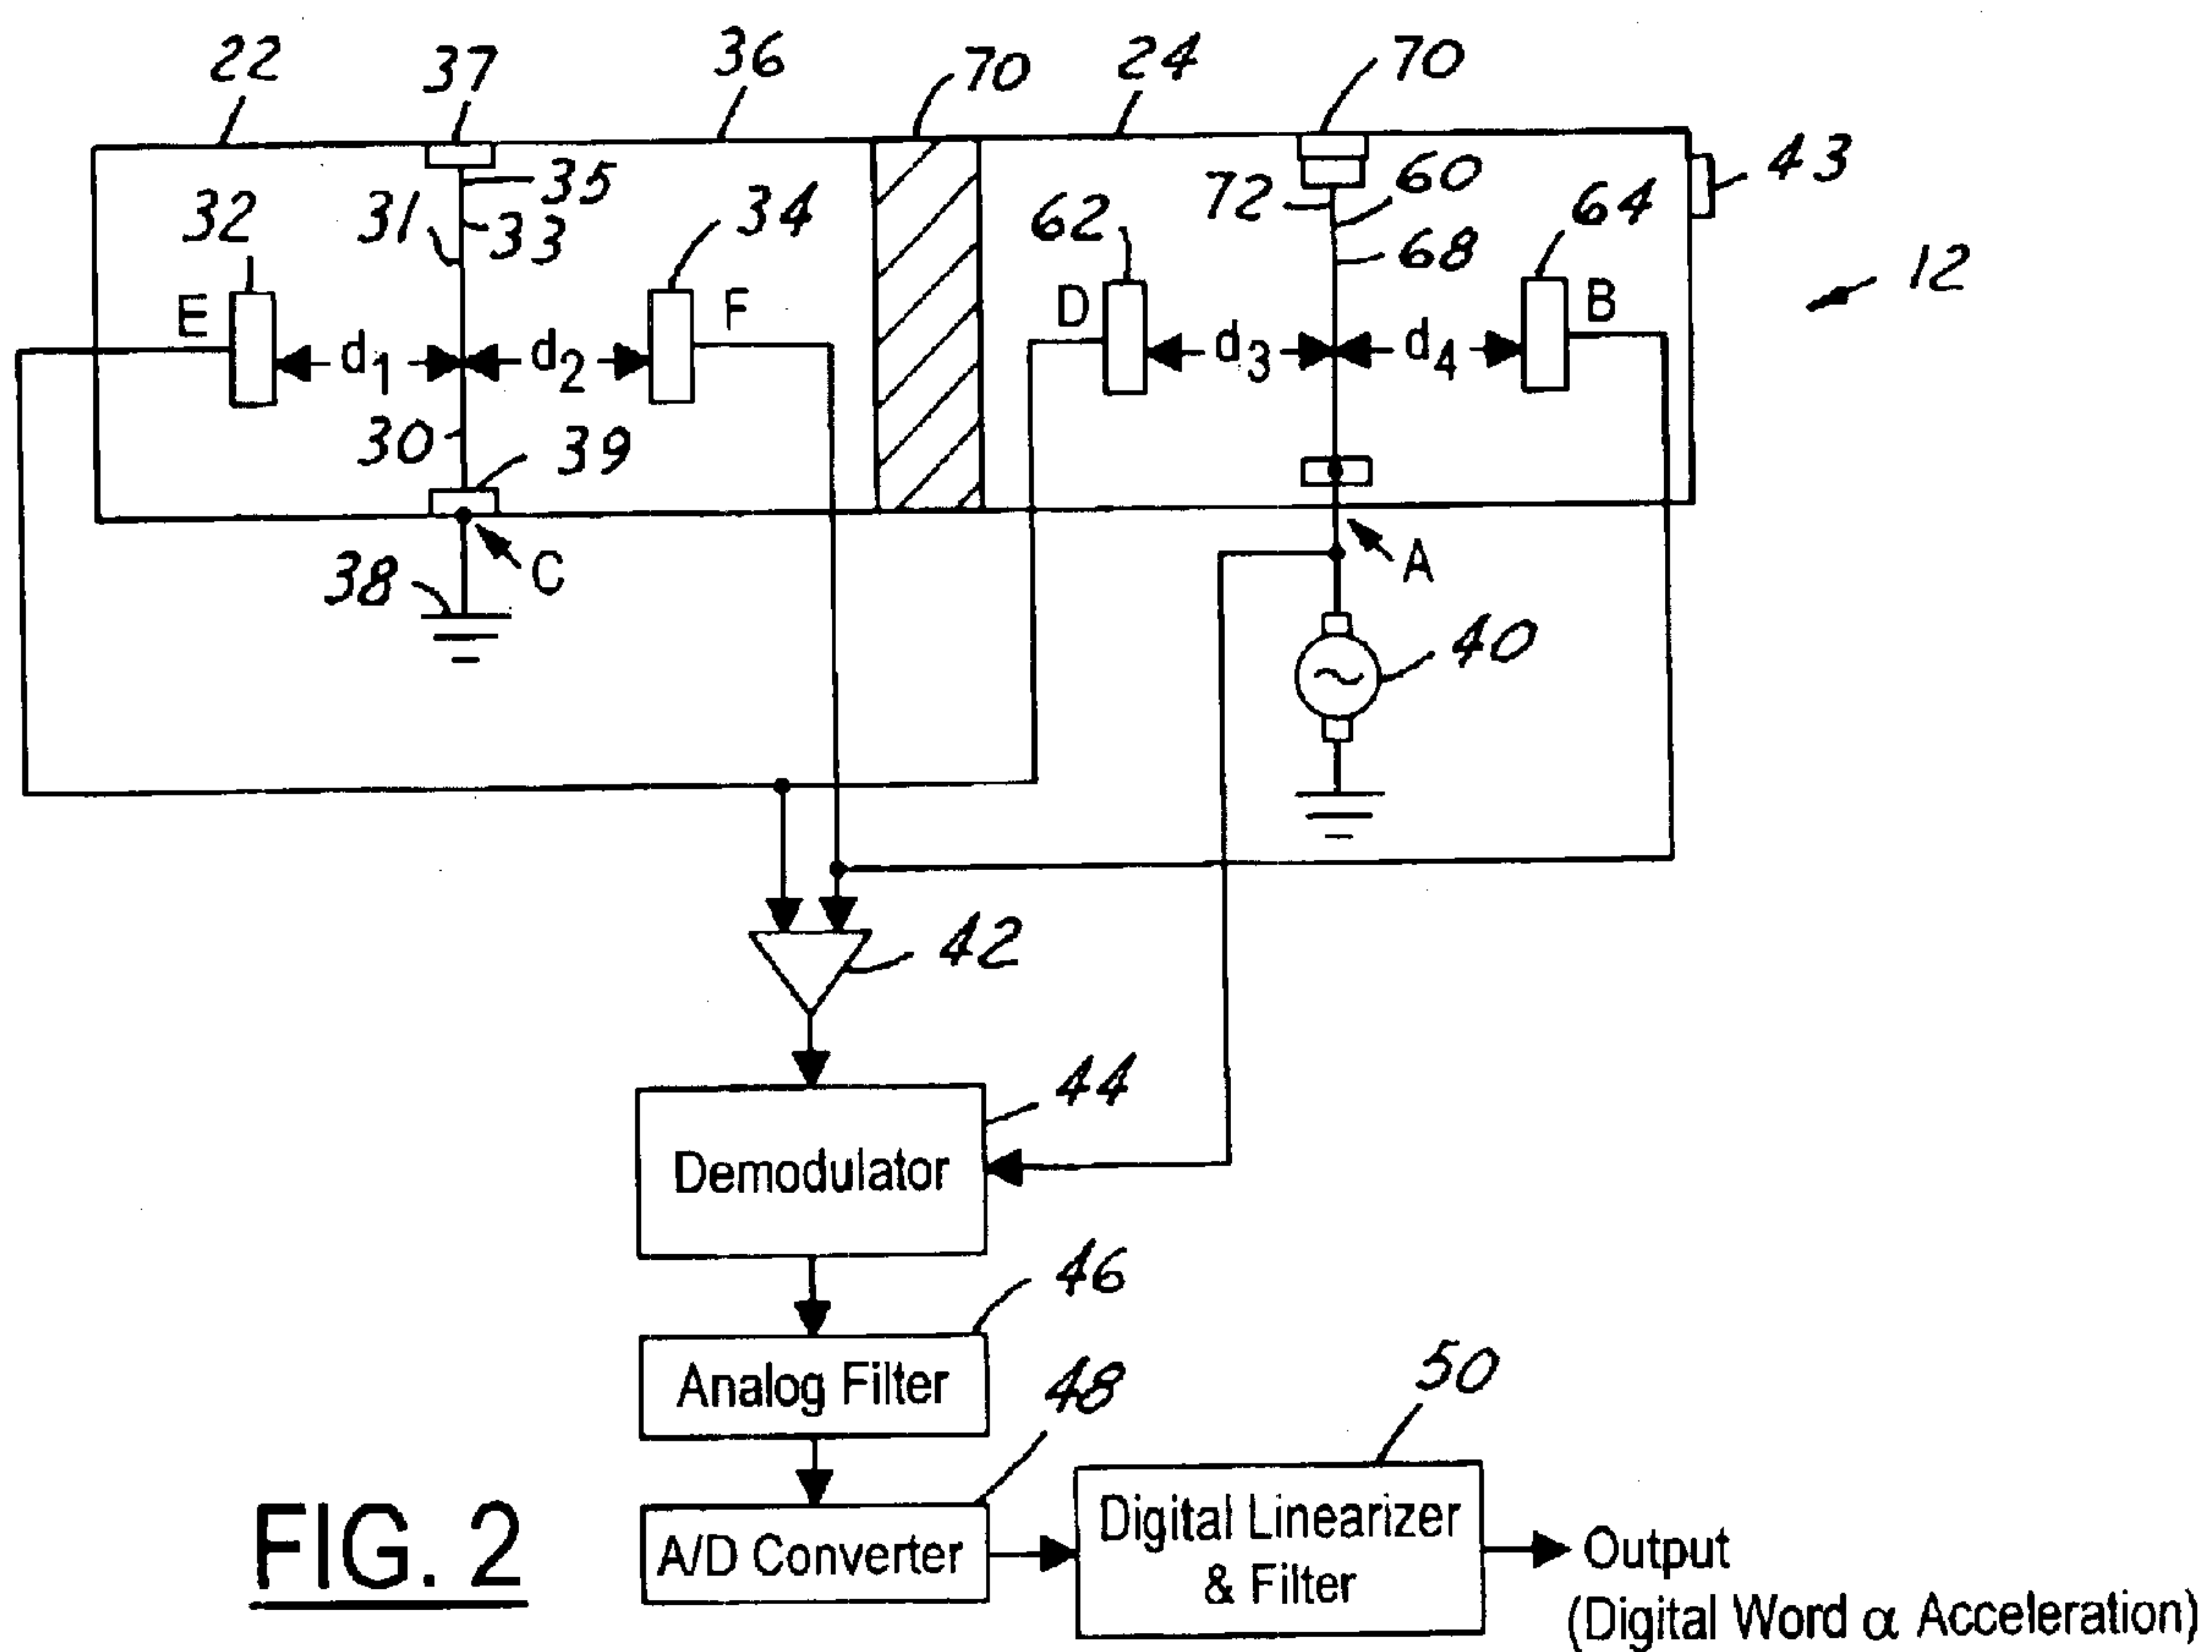 22 37 36 70 24 70 12
35 60 43
32 31 33 34 62 72 68 64
E F D B
d1 d2 d3 d4
30 39
38 C A
40
42
44
Demodulator
46
Analog Filter
48 50
A/D Converter
Digital Linearizer
& Filter
Output
(Digital Word α Acceleration)
FIG. 2